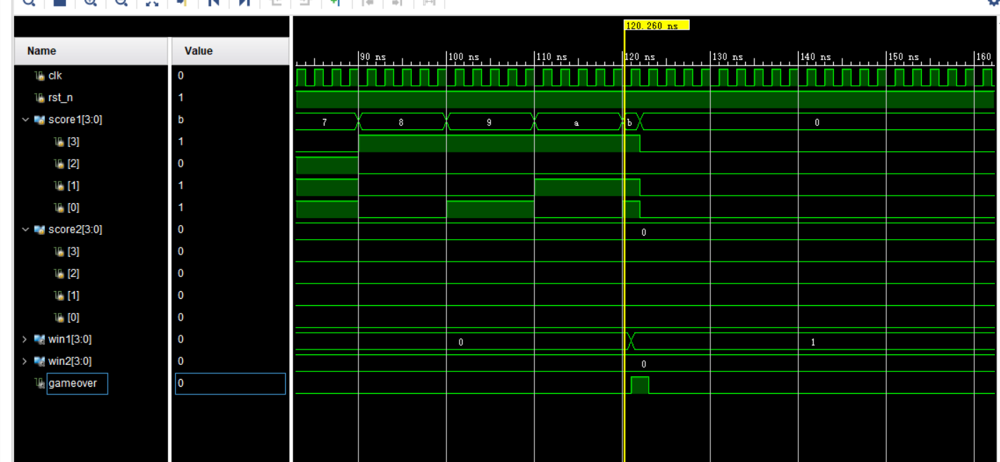 120.260 ns
Name Value
90 ns 100 ns 110 ns 120 ns 130 ns 140 ns 150 ns 160
clk 0
rst_n 1
score1[3:0] b 7 8 9 a b 0
[3] 1
[2] 0
[1] 1
[0] 1
score2[3:0] 0 0
[3] 0
[2] 0
[1] 0
[0] 0
win1[3:0] 0 0 1
win2[3:0] 0 0
gameover 0